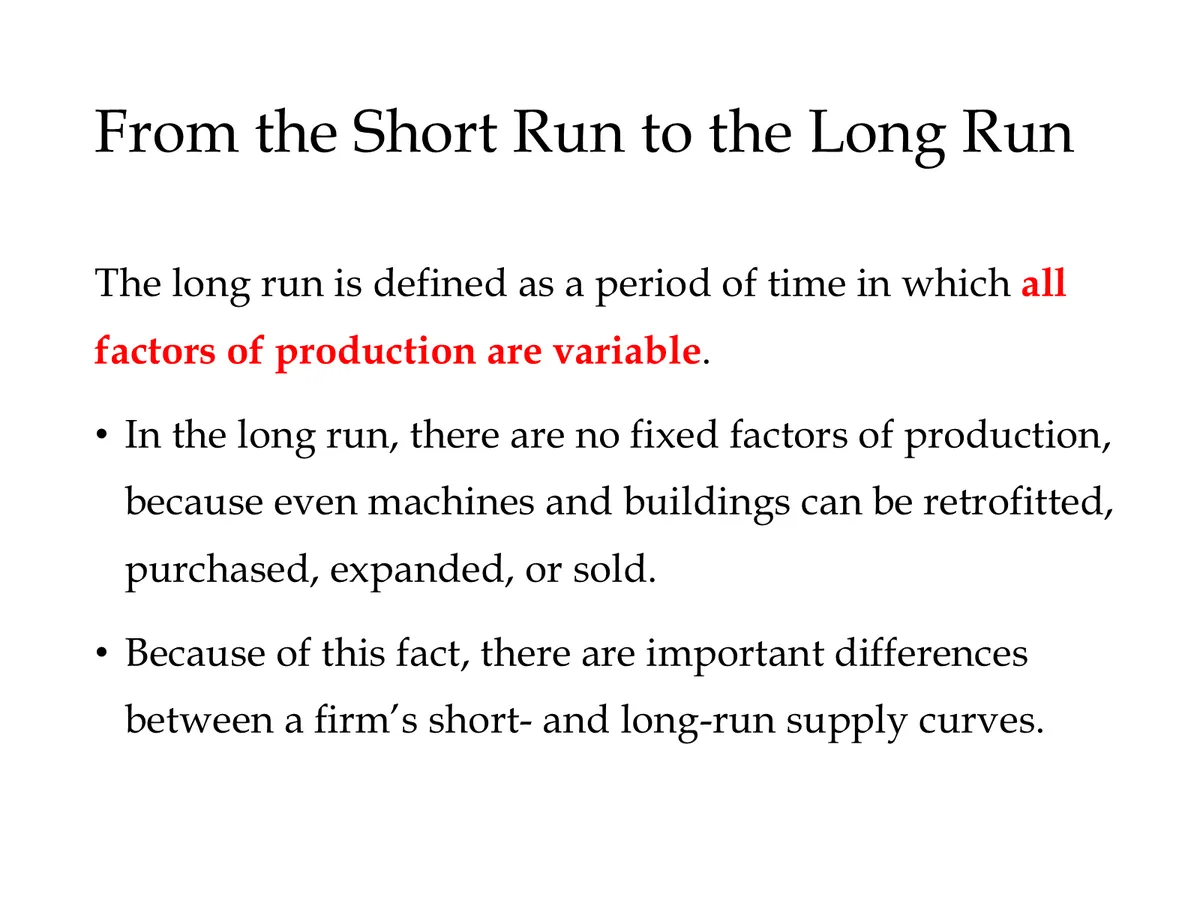 From the Short Run to the Long Run
The long run is defined as a period of time in which all
factors of production are variable.
• In the long run, there are no fixed factors of production,
because even machines and buildings can be retrofitted,
purchased, expanded, or sold.
• Because of this fact, there are important differences
between a firm’s short- and long-run supply curves.